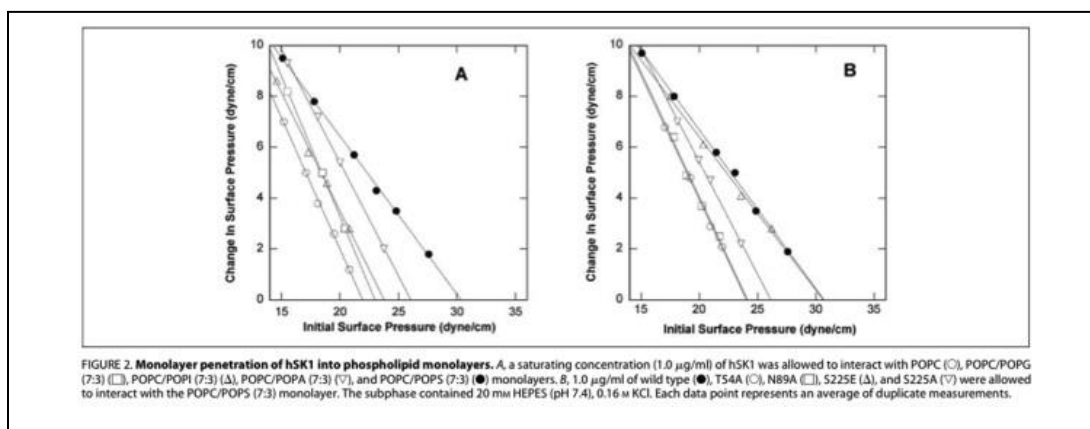 A
B
10
8
6
4
2
0
Change In Surface Pressure (dyne/cm)
15 20 25 30 35
Initial Surface Pressure (dyne/cm)
10
8
6
4
2
0
Change In Surface Pressure (dyne/cm)
15 20 25 30 35
Initial Surface Pressure (dyne/cm)
FIGURE 2. Monolayer penetration of hSK1 into phospholipid monolayers. A, a saturating concentration (1.0 μg/ml) of hSK1 was allowed to interact with POPC (○), POPC/POPG
(7:3) (□), POPC/POPI (7:3) (Δ), POPC/POPA (7:3) (▽), and POPC/POPS (7:3) (●) monolayers. B, 1.0 μg/ml of wild type (●), T54A (○), N89A (□), S225E (Δ), and S225A (▽) were allowed
to interact with the POPC/POPS (7:3) monolayer. The subphase contained 20 mM HEPES (pH 7.4), 0.16 M KCl. Each data point represents an average of duplicate measurements.